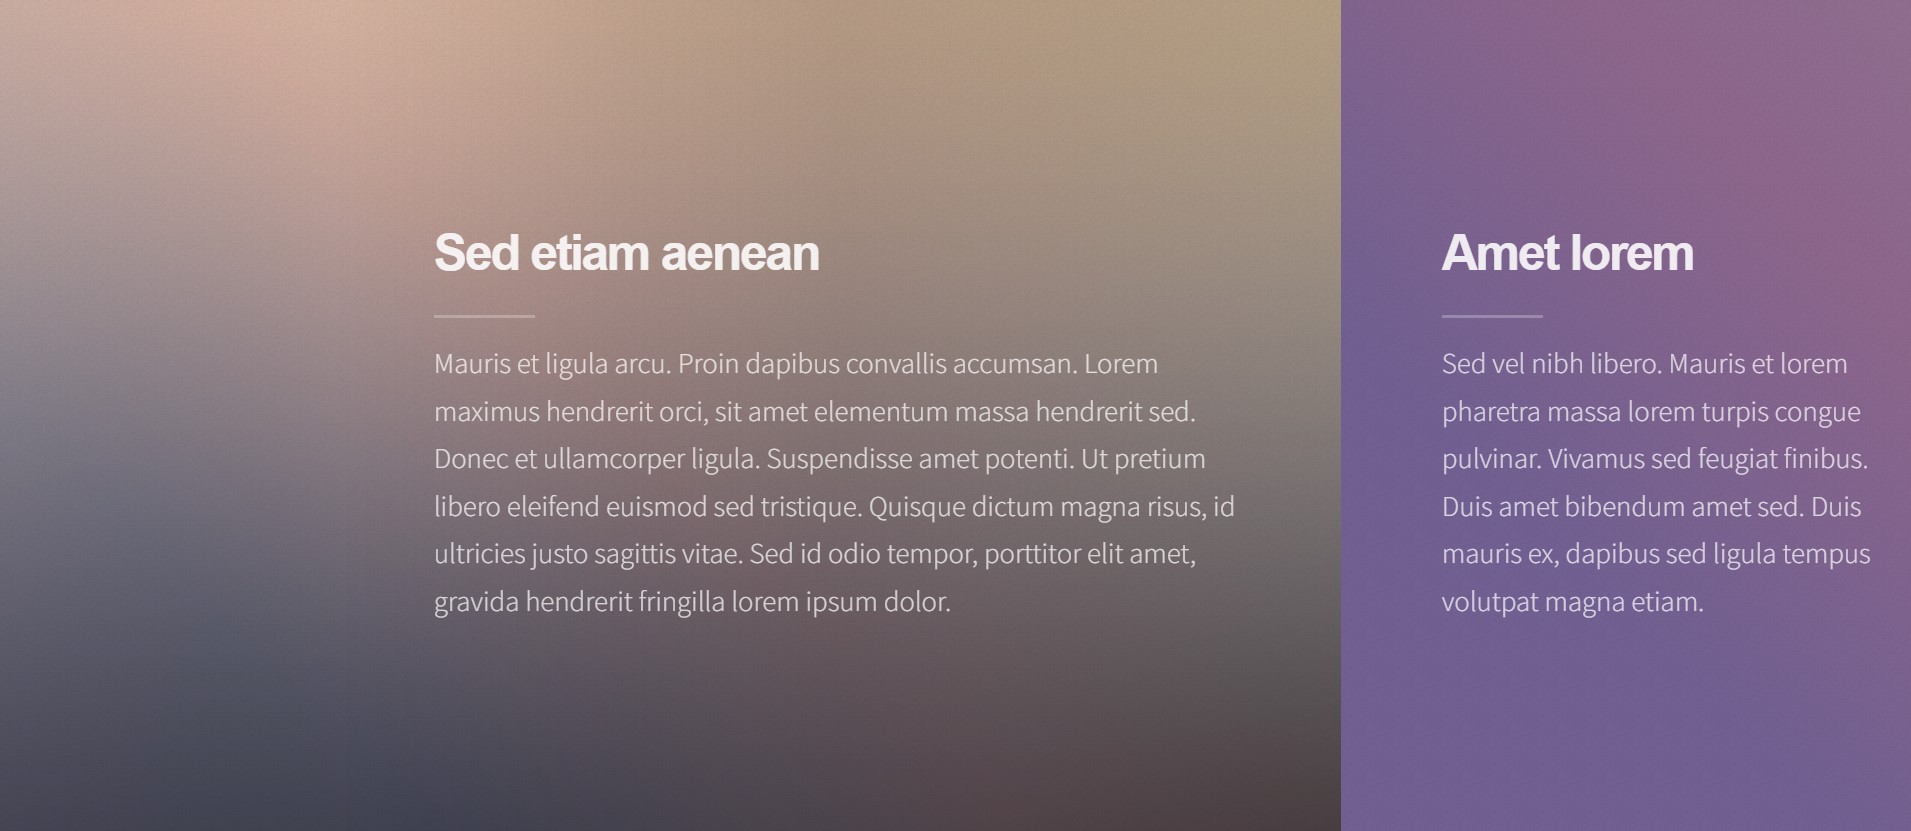 Sed etiam aenean
Mauris et ligula arcu. Proin dapibus convallis accumsan. Lorem
maximus hendrerit orci, sit amet elementum massa hendrerit sed.
Donec et ullamcorper ligula. Suspendisse amet potenti. Ut pretium
libero eleifend euismod sed tristique. Quisque dictum magna risus, id
ultricies justo sagittis vitae. Sed id odio tempor, porttitor elit amet,
gravida hendrerit fringilla lorem ipsum dolor.
Amet lorem
Sed vel nibh libero. Mauris et lorem
pharetra massa lorem turpis congue
pulvinar. Vivamus sed feugiat finibus.
Duis amet bibendum amet sed. Duis
mauris ex, dapibus sed ligula tempus
volutpat magna etiam.